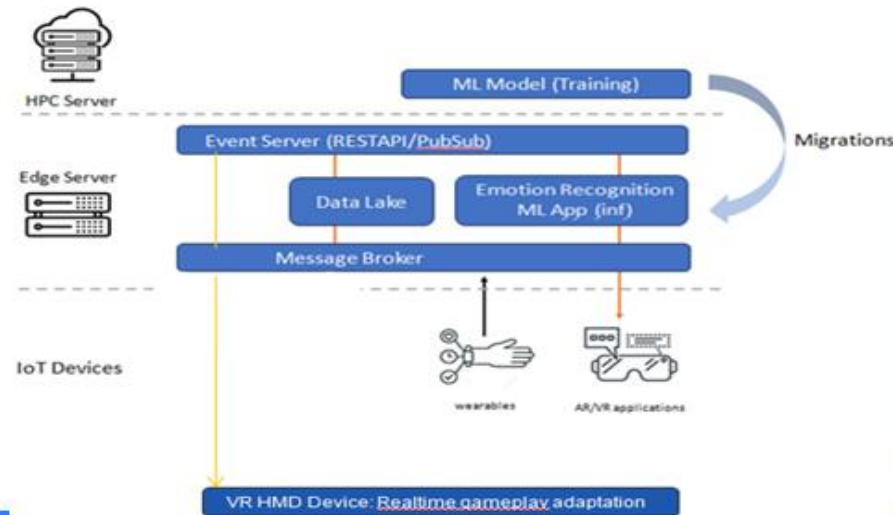 HPC Server
ML Model (Training)
Event Server (RESTAPI/PubSub)
Migrations
Edge Server
Data Lake
Emotion Recognition
ML App (inf)
Message Broker
IoT Devices
wearables
AR/VR applications
VR HMD Device: Realtime gameplay adaptation